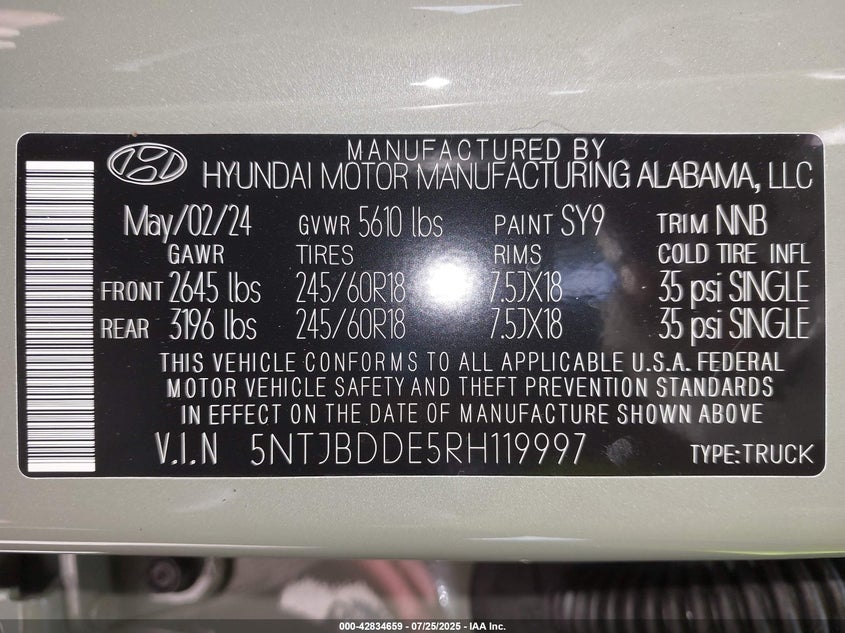 MANUFACTURED BY
HYUNDAI MOTOR MANUFACTURING ALABAMA, LLC
May/02/24 GVWR 5610 lbs PAINT SY9 TRIM NNB
GAWR TIRES RIMS COLD TIRE INFL
FRONT 2645 lbs 245/60R18 7.5JX18 35 psi SINGLE
REAR 3196 lbs 245/60R18 7.5JX18 35 psi SINGLE
THIS VEHICLE CONFORMS TO ALL APPLICABLE U.S.A. FEDERAL
MOTOR VEHICLE SAFETY AND THEFT PREVENTION STANDARDS
IN EFFECT ON THE DATE OF MANUFACTURE SHOWN ABOVE
V.I.N 5NTJBDDE5RH119997 TYPE:TRUCK
000-42834659 - 07/25/2025 - IAA Inc.